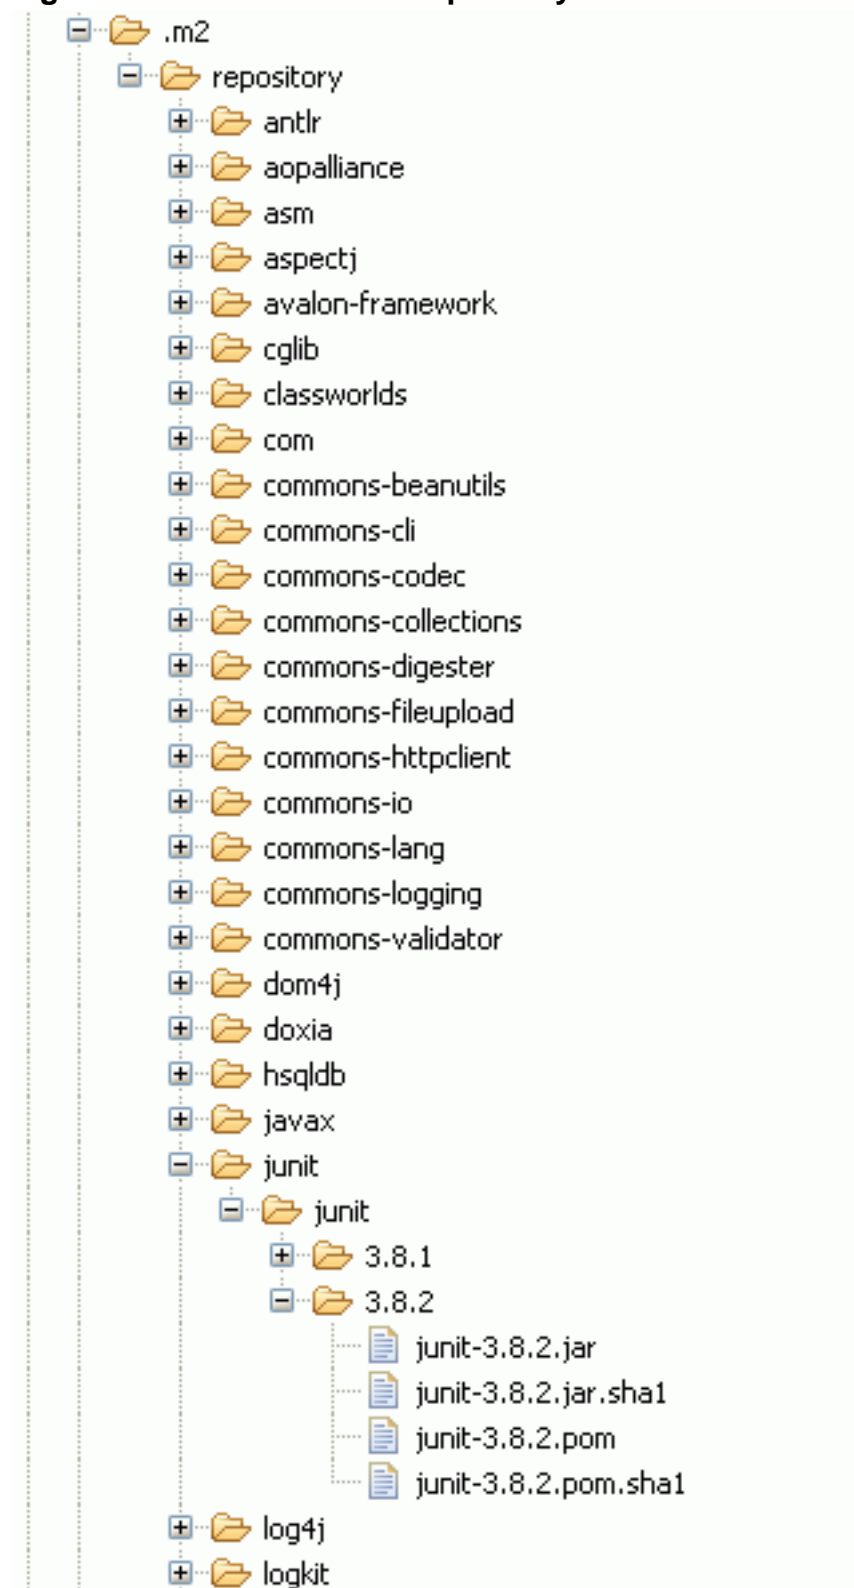 .m2
repository
antlr
aopalliance
asm
aspectj
avalon-framework
cglib
classworlds
com
commons-beanutils
commons-cli
commons-codec
commons-collections
commons-digester
commons-fileupload
commons-httpclient
commons-io
commons-lang
commons-logging
commons-validator
dom4j
doxia
hsqldb
javax
junit
junit
3.8.1
3.8.2
junit-3.8.2.jar
junit-3.8.2.jar.sha1
junit-3.8.2.pom
junit-3.8.2.pom.sha1
log4j
logkit